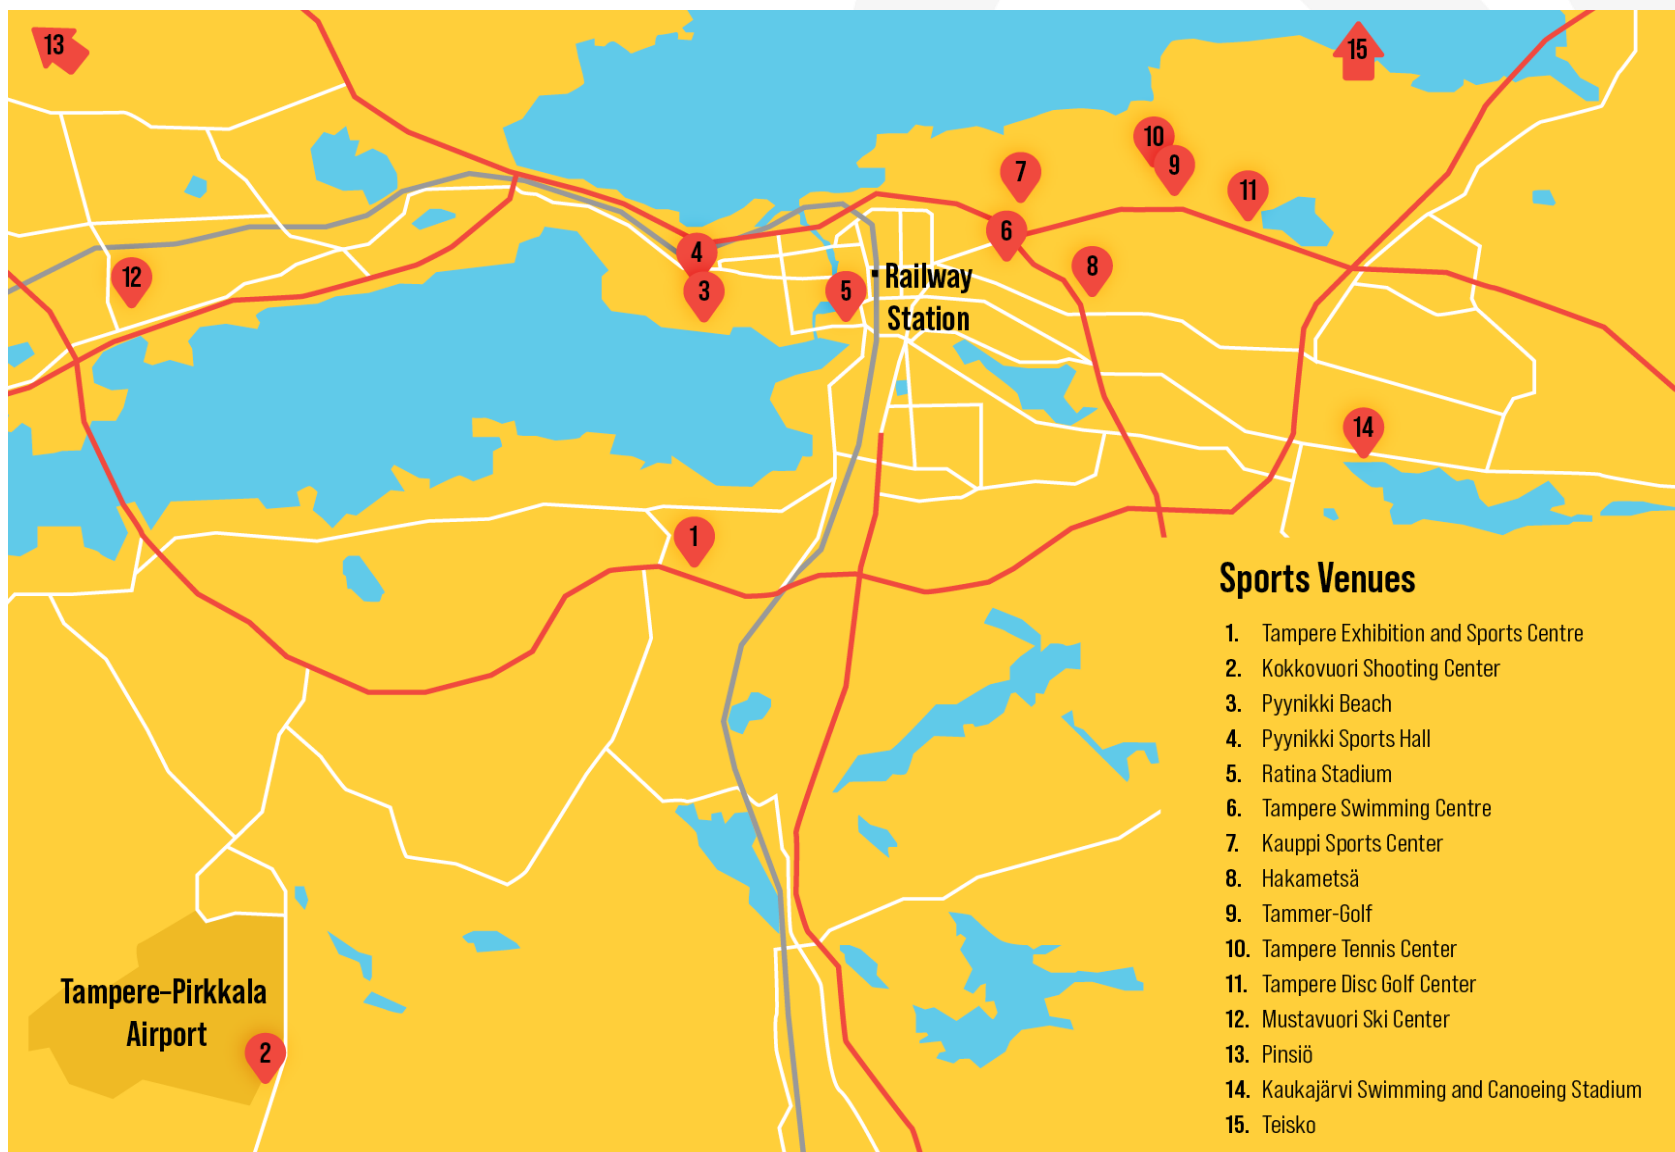 13
15
10
9
7
11
6
4
8
12
3
5
Railway
Station
14
1
Sports Venues
1. Tampere Exhibition and Sports Centre
2. Kokkovuori Shooting Center
3. Pyynikki Beach
4. Pyynikki Sports Hall
5. Ratina Stadium
6. Tampere Swimming Centre
7. Kauppi Sports Center
8. Hakametsä
9. Tammer-Golf
10. Tampere Tennis Center
11. Tampere Disc Golf Center
12. Mustavuori Ski Center
13. Pinsiö
14. Kaukajärvi Swimming and Canoeing Stadium
15. Teisko
Tampere–Pirkkala
Airport
2